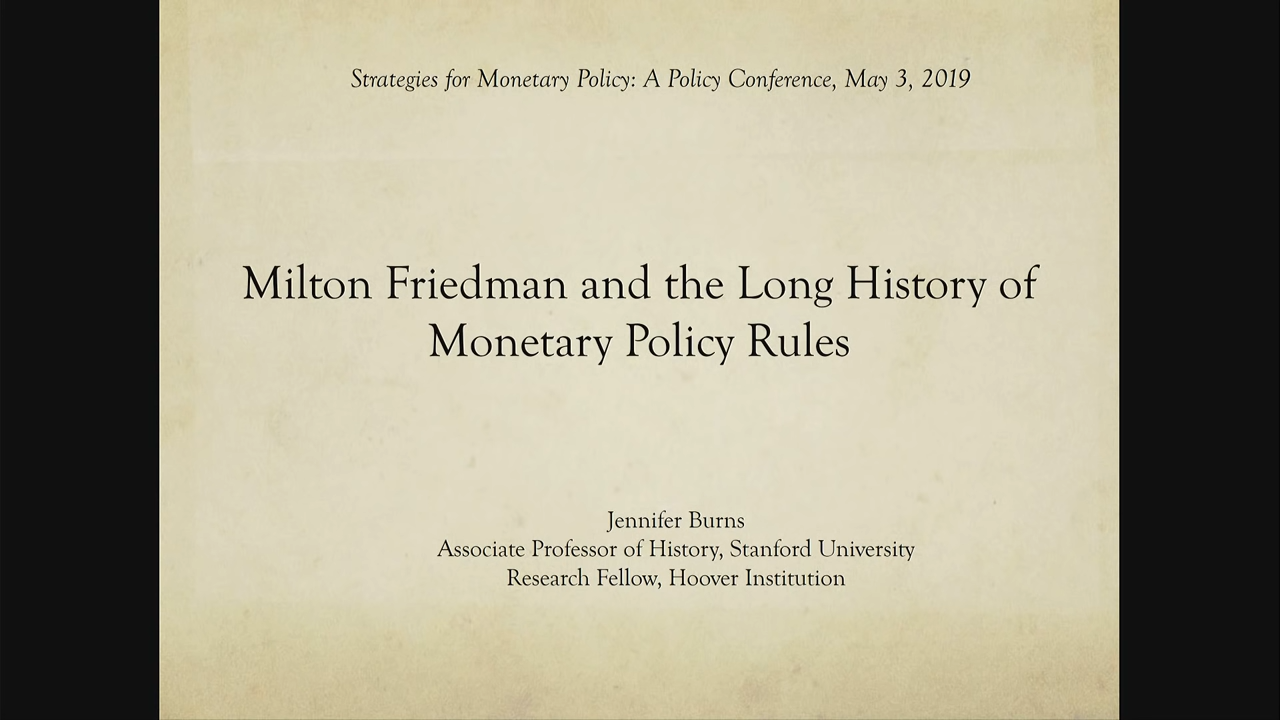 Strategies for Monetary Policy: A Policy Conference, May 3, 2019
Milton Friedman and the Long History of
Monetary Policy Rules
Jennifer Burns
Associate Professor of History, Stanford University
Research Fellow, Hoover Institution